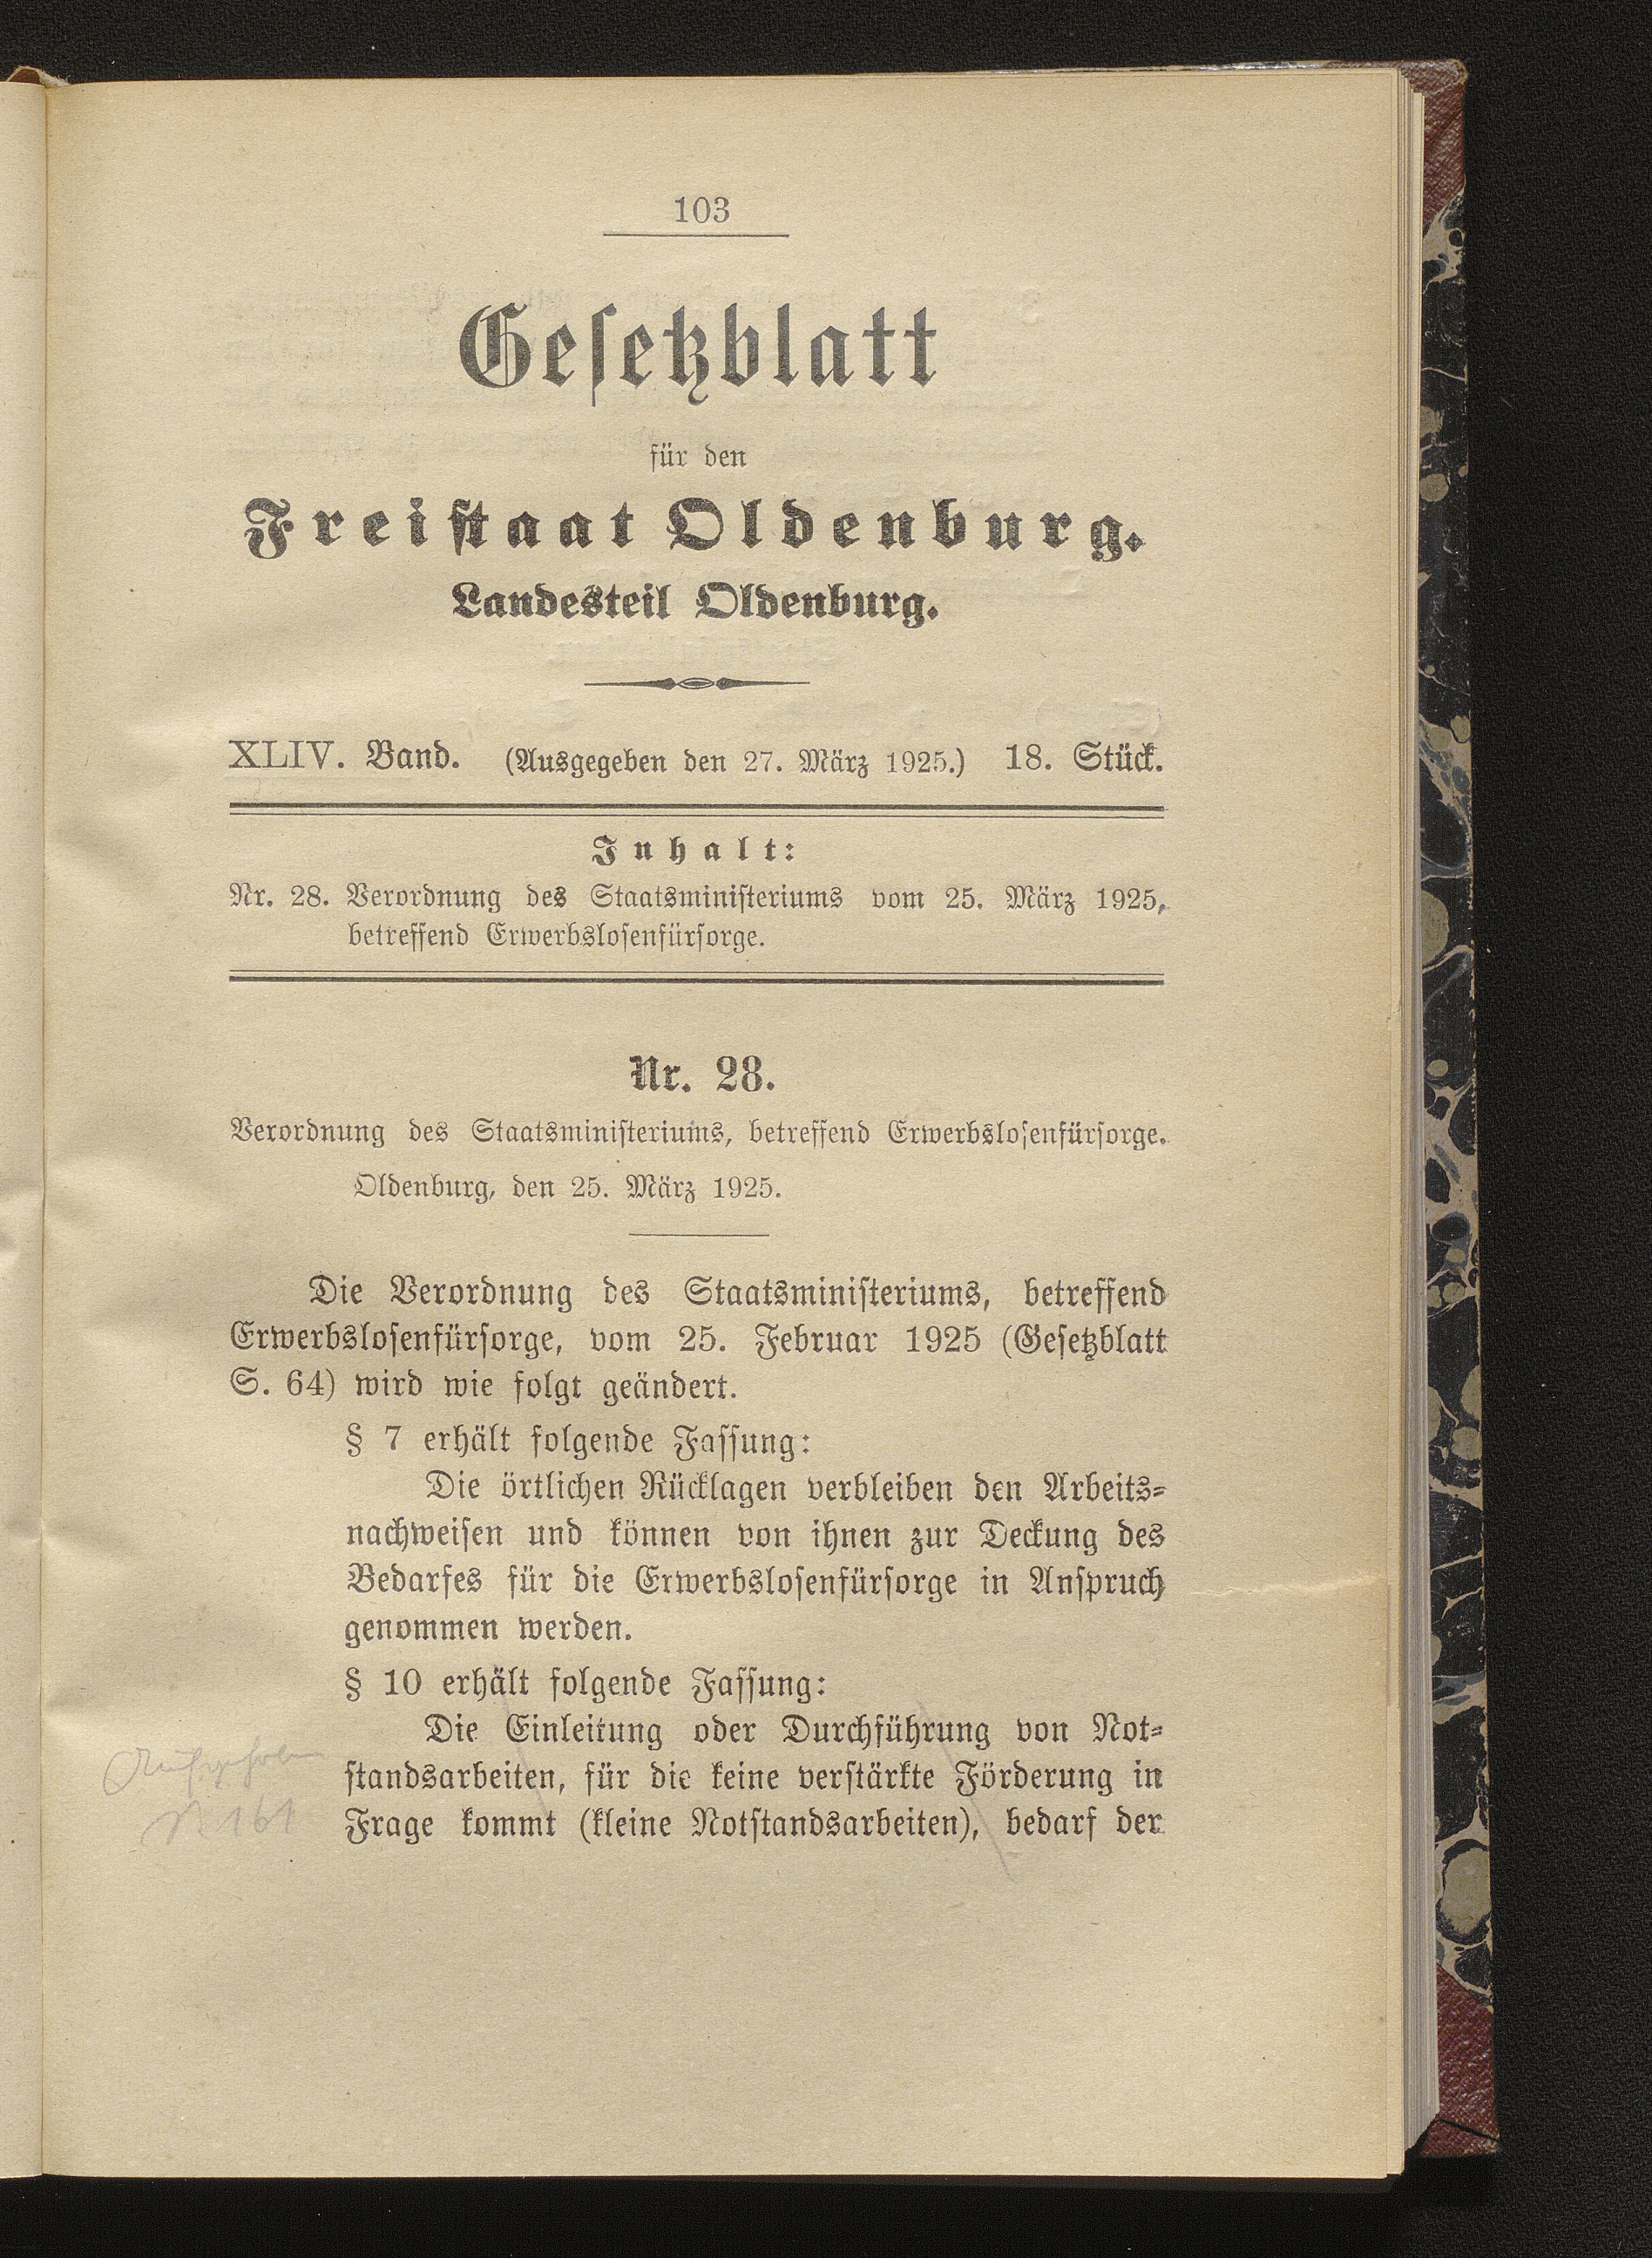 103
Gesetzblatt
für den
Freistaat Oldenburg.
Landesteil Oldenburg.
XLIV. Band. (Ausgegeben den 27. März 1925.) 18. Stück.
Inhalt:
Nr. 28. Verordnung des Staatsministeriums vom 25. März 1925,
betreffend Erwerbslosenfürsorge.
Nr. 28.
Verordnung des Staatsministeriums, betreffend Erwerbslosenfürsorge.
Oldenburg, den 25. März 1925.
Die Verordnung des Staatsministeriums, betreffend
Erwerbslosenfürsorge, vom 25. Februar 1925 (Gesetzblatt
S. 64) wird wie folgt geändert.
§ 7 erhält folgende Fassung:
Die örtlichen Rücklagen verbleiben den Arbeits-
nachweisen und können von ihnen zur Deckung des
Bedarfes für die Erwerbslosenfürsorge in Anspruch
genommen werden.
§ 10 erhält folgende Fassung:
Die Einleitung oder Durchführung von Not-
standsarbeiten, für die keine verstärkte Förderung in
Frage kommt (kleine Notstandsarbeiten), bedarf der
161